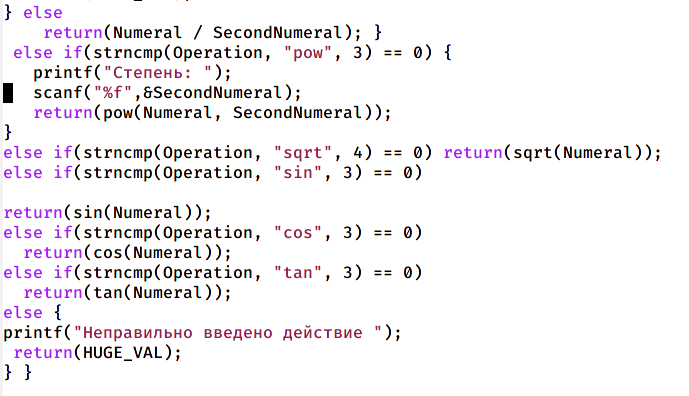 } else
return(Numeral / SecondNumeral); }
else if(strncmp(Operation, "pow", 3) == 0) {
printf("Степень: ");
scanf("%f",&SecondNumeral);
return(pow(Numeral, SecondNumeral));
}
else if(strncmp(Operation, "sqrt", 4) == 0) return(sqrt(Numeral));
else if(strncmp(Operation, "sin", 3) == 0)
return(sin(Numeral));
else if(strncmp(Operation, "cos", 3) == 0)
return(cos(Numeral));
else if(strncmp(Operation, "tan", 3) == 0)
return(tan(Numeral));
else {
printf("Неправильно введено действие ");
return(HUGE_VAL);
} }